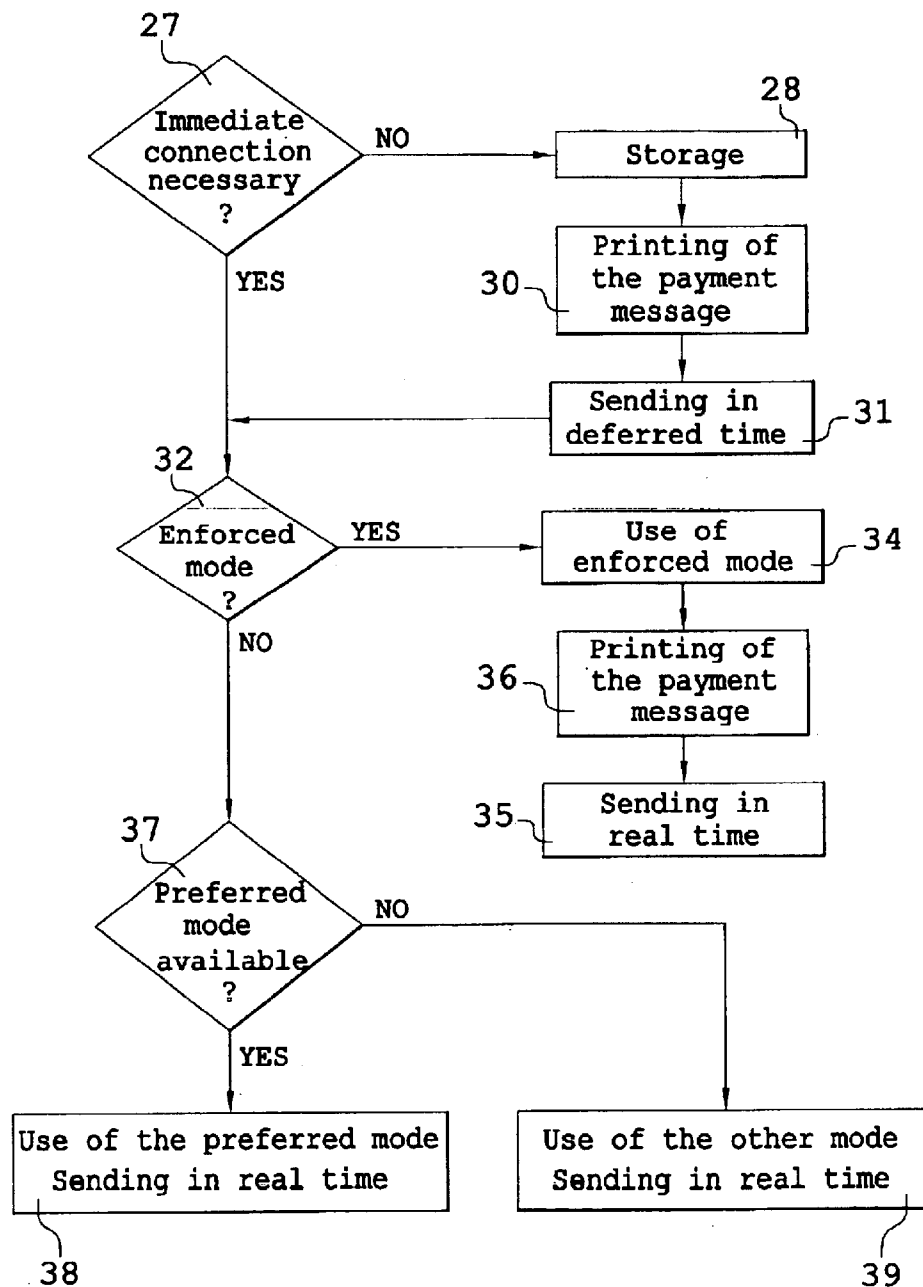 27
Immediate
connection
necessary
?
NO
28
Storage
YES
30
Printing of
the payment
message
Sending in
deferred time
31
32
Enforced
mode
?
YES
Use of
enforced mode
34
NO
36
Printing of
the payment
message
35
Sending in
real time
37
Preferred
mode
available
?
NO
YES
Use of the preferred mode
Sending in real time
38
Use of the other mode
Sending in real time
39